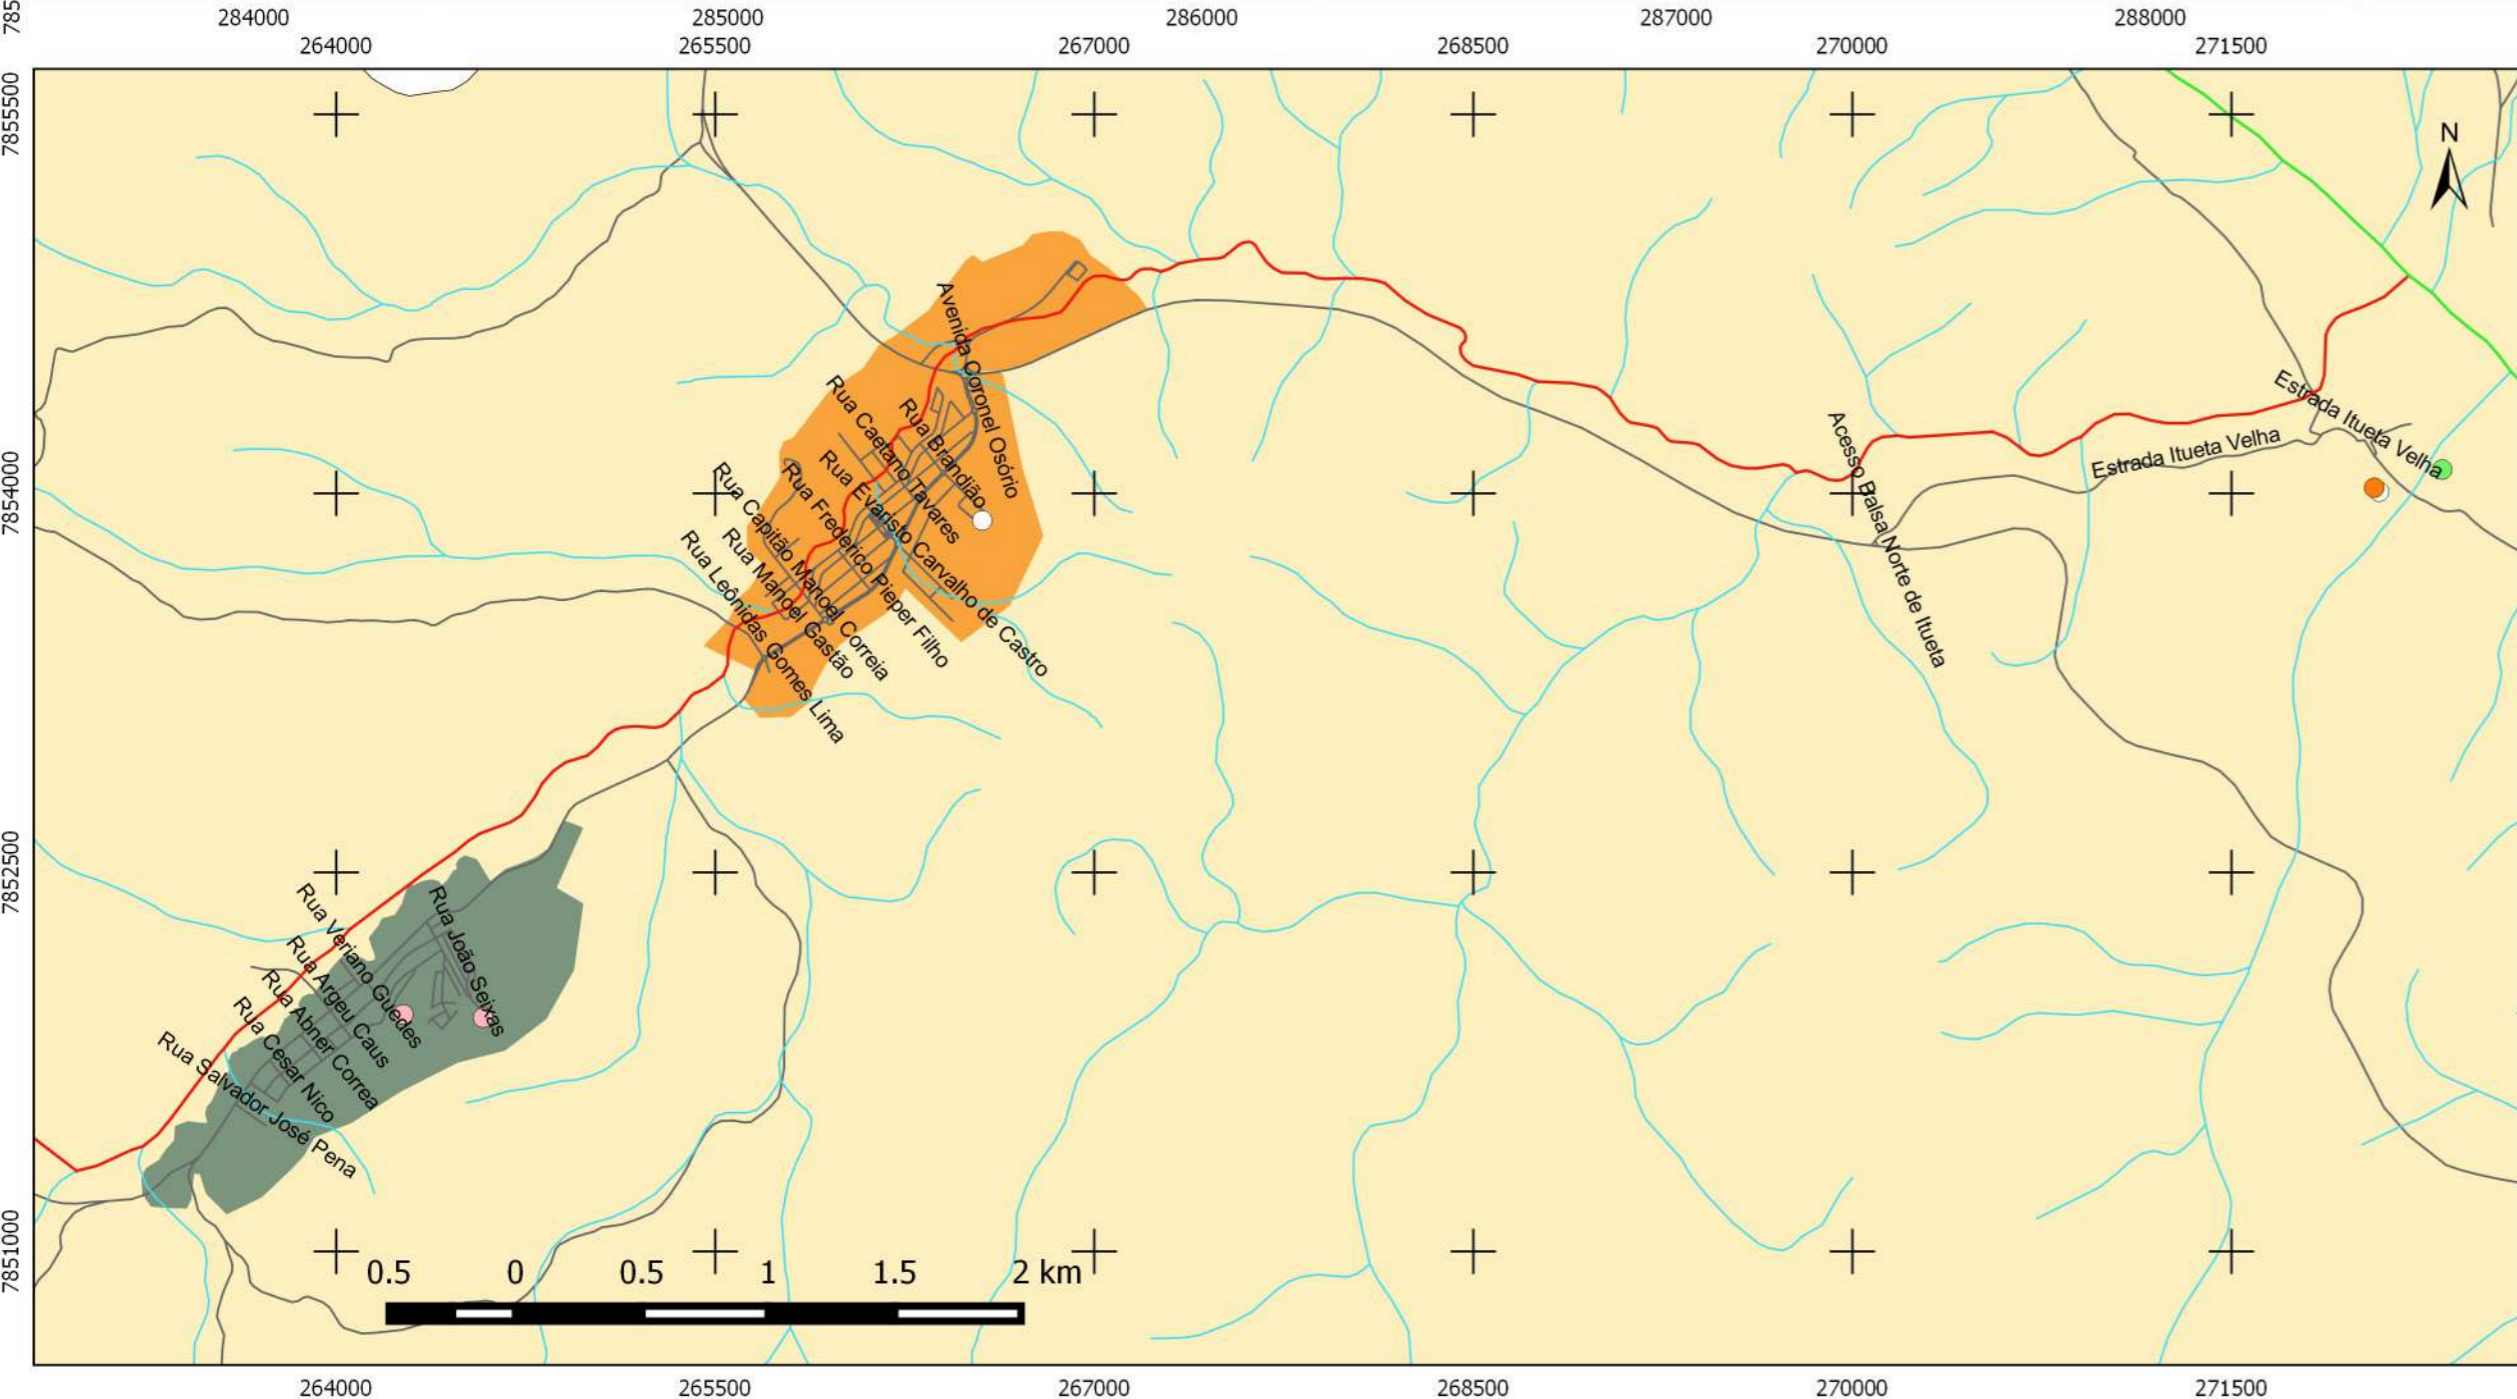 284000 285000 286000 287000 288000
264000 265500 267000 268500 270000 271500
785
7855500
7854000
7852500
7851000
N
Avenida Coronel Osório
Rua Caetano Tavares
Rua Brandião
Rua Evaristo Carvalho de Castro
Rua Frederico Pieper Filho
Rua Capitão Manoel Correia
Rua Manoel Gastão
Rua Leônidas Gomes Lima
Acesso Balsa Norte de Itueta
Estrada Itueta Velha
Estrada Itueta Velha
Rua João Seixas
Rua Veriano Guedes
Rua Argeu Caus
Rua Abner Correa
Rua Cesar Nico
Rua Salvador José Pena
0.5 0 0.5 1 1.5 2 km
264000 265500 267000 268500 270000 271500